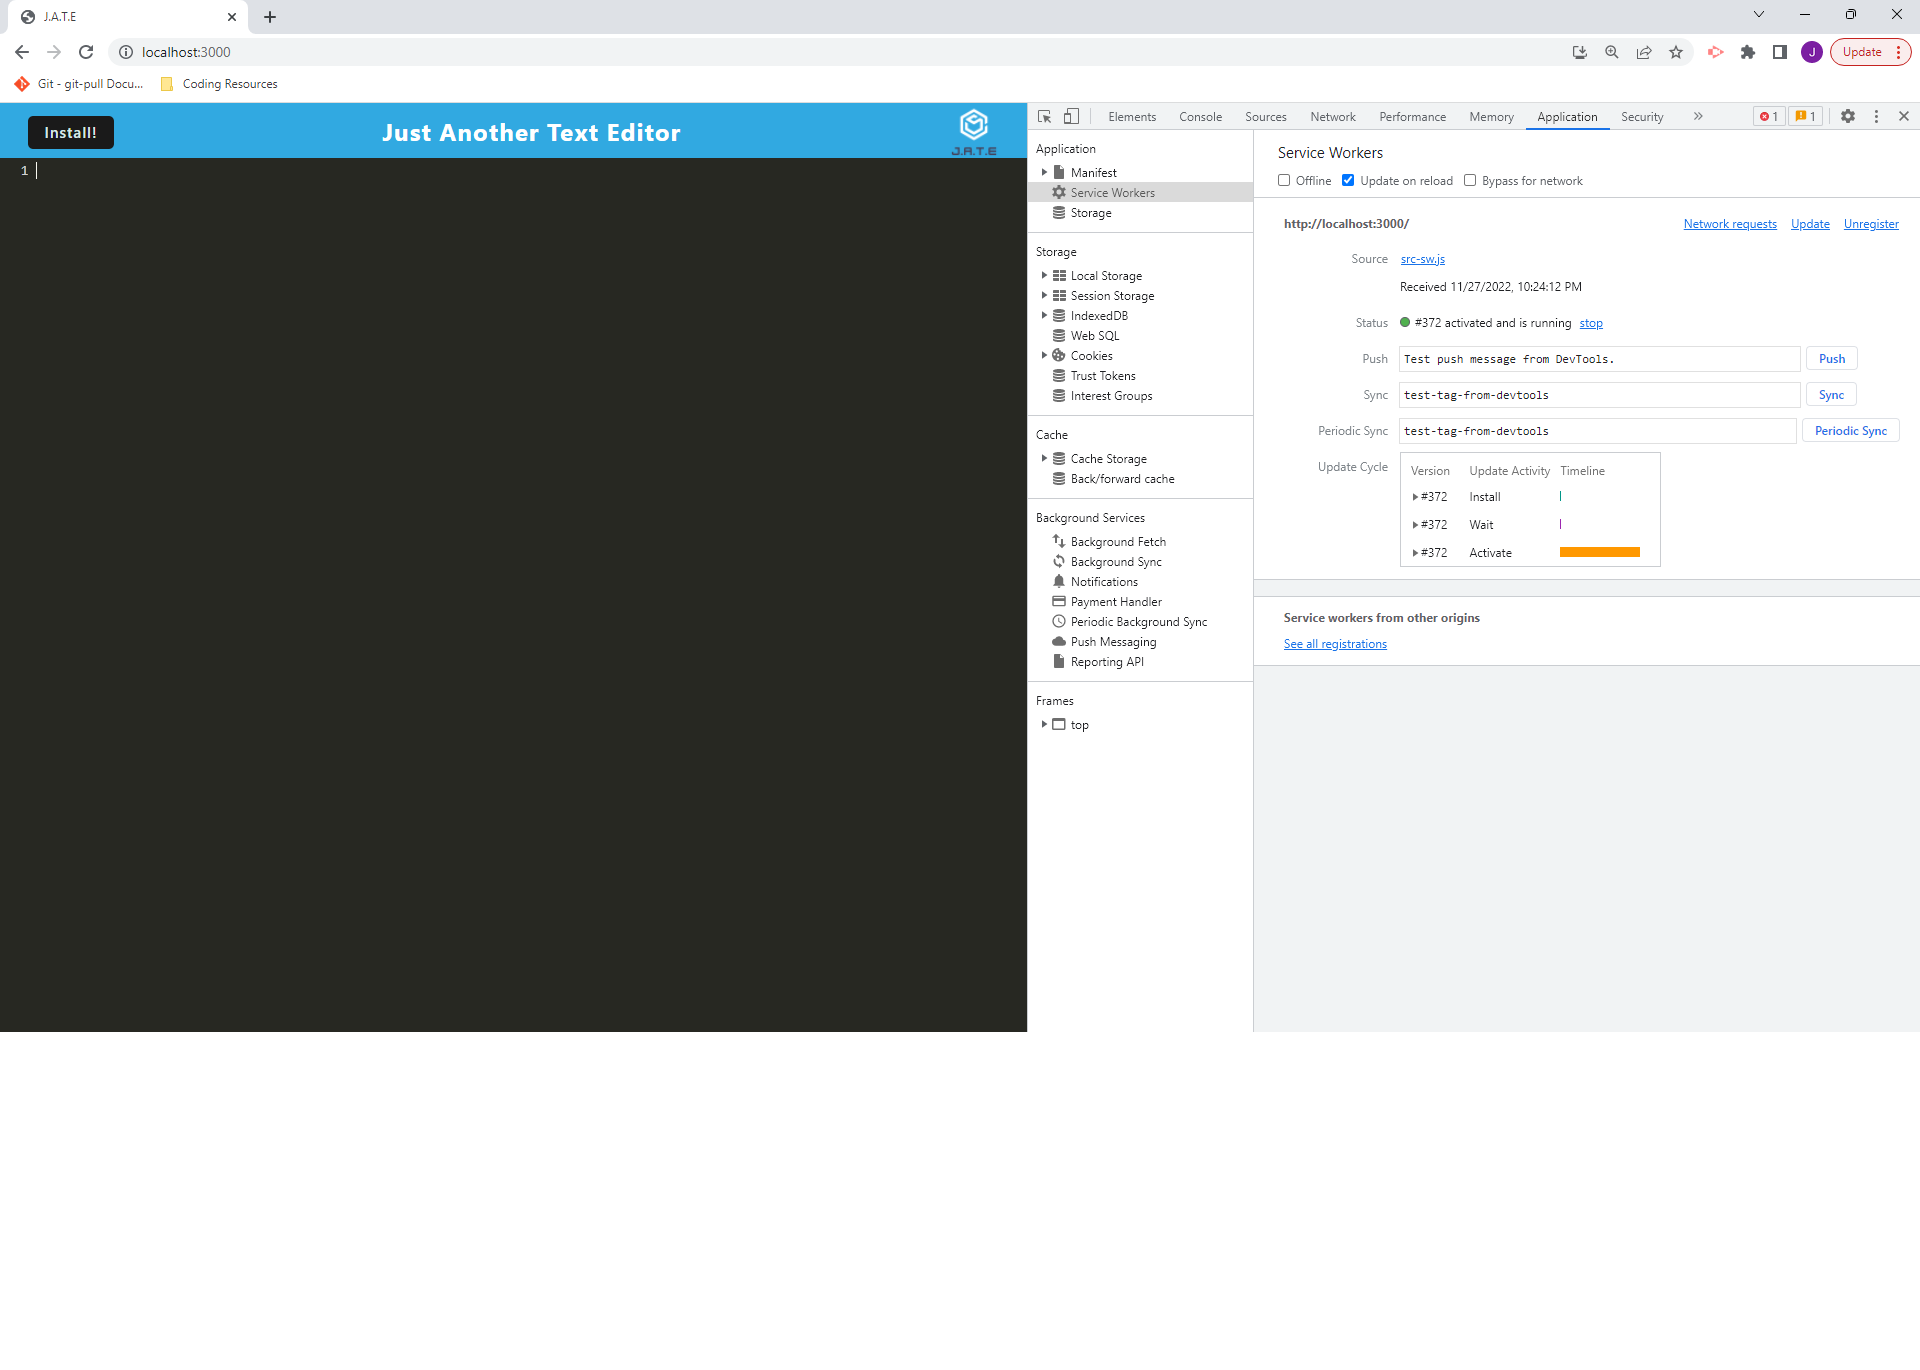 J.A.T.E
localhost:3000
J
Update
Git - git-pull Docu...
Coding Resources
Install!
Just Another Text Editor
J.A.T.E
1
Elements
Console
Sources
Network
Performance
Memory
Application
Security
1
1
Application
Manifest
Service Workers
Storage
Storage
Local Storage
Session Storage
IndexedDB
Web SQL
Cookies
Trust Tokens
Interest Groups
Cache
Cache Storage
Back/forward cache
Background Services
Background Fetch
Background Sync
Notifications
Payment Handler
Periodic Background Sync
Push Messaging
Reporting API
Frames
top
Service Workers
Offline
Update on reload
Bypass for network
http://localhost:3000/
Network requests
Update
Unregister
Source
src-sw.js
Received 11/27/2022, 10:24:12 PM
Status
#372 activated and is running
stop
Push
Test push message from DevTools.
Push
Sync
test-tag-from-devtools
Sync
Periodic Sync
test-tag-from-devtools
Periodic Sync
Update Cycle
Version
Update Activity
Timeline
#372
Install
#372
Wait
#372
Activate
Service workers from other origins
See all registrations